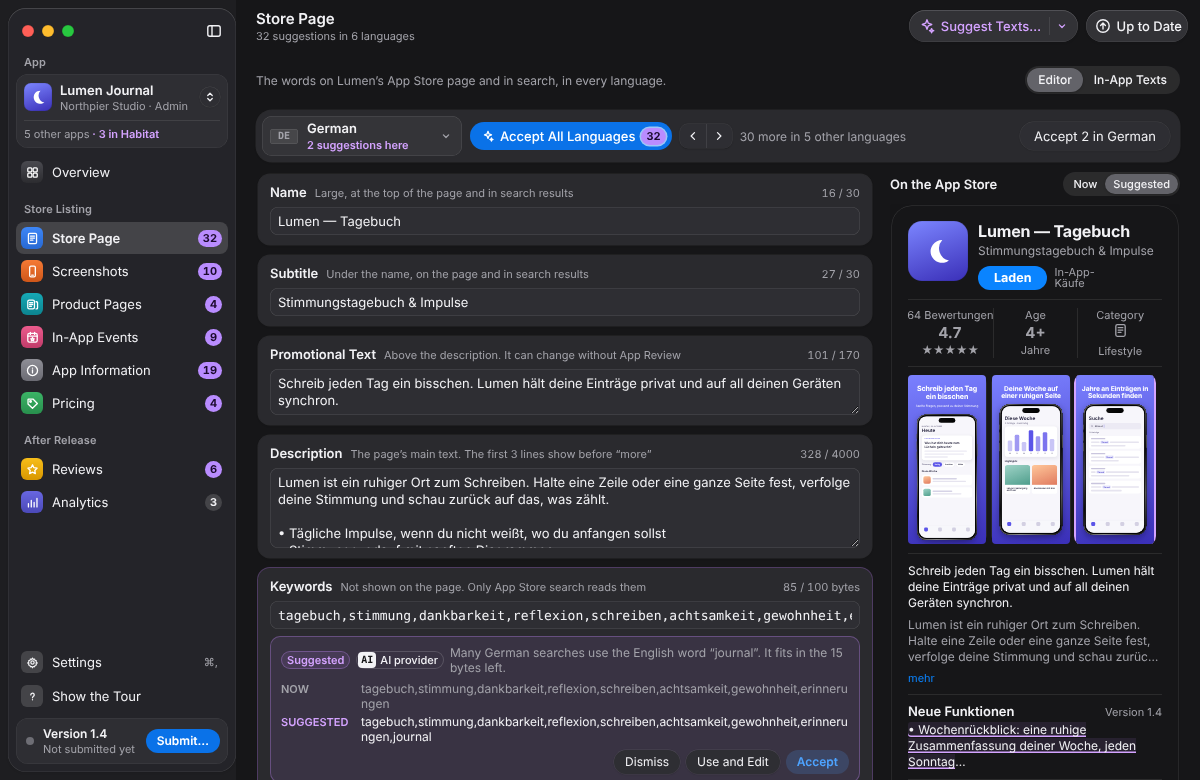 App
Lumen Journal
Northpier Studio · Admin
5 other apps · 3 in Habitat
Overview
Store Listing
Store Page 32
Screenshots 10
Product Pages 4
In-App Events 9
App Information 19
Pricing 4
After Release
Reviews 6
Analytics 3
Settings ⌘,
? Show the Tour
Version 1.4
Not submitted yet
Submit...
Store Page
32 suggestions in 6 languages
Suggest Texts...
Up to Date
The words on Lumen's App Store page and in search, in every language.
Editor In-App Texts
DE German
2 suggestions here
Accept All Languages 32
30 more in 5 other languages
Accept 2 in German
Name Large, at the top of the page and in search results 16 / 30
Lumen — Tagebuch
Subtitle Under the name, on the page and in search results 27 / 30
Stimmungstagebuch & Impulse
Promotional Text Above the description. It can change without App Review 101 / 170
Schreib jeden Tag ein bisschen. Lumen hält deine Einträge privat und auf all deinen Geräten
synchron.
Description The page's main text. The first 3 lines show before “more” 328 / 4000
Lumen ist ein ruhiger Ort zum Schreiben. Halte eine Zeile oder eine ganze Seite fest, verfolge
deine Stimmung und schau zurück auf das, was zählt.
• Tägliche Impulse, wenn du nicht weißt, wo du anfangen sollst
Keywords Not shown on the page. Only App Store search reads them 85 / 100 bytes
tagebuch,stimmung,dankbarkeit,reflexion,schreiben,achtsamkeit,gewohnheit,
Suggested AI AI provider Many German searches use the English word “journal”. It fits in the 15
bytes left.
NOW tagebuch,stimmung,dankbarkeit,reflexion,schreiben,achtsamkeit,gewohnheit,erinneru
ngen
SUGGESTED tagebuch,stimmung,dankbarkeit,reflexion,schreiben,achtsamkeit,gewohnheit,erinneru
ngen,journal
Dismiss Use and Edit Accept
On the App Store Now Suggested
Lumen — Tagebuch
Stimmungstagebuch & Impulse
Laden In-App-
Käufe
64 Bewertungen Age Category
4.7 4+
★★★★★ Jahre Lifestyle
Schreib jeden Tag
ein bisschen
Heute
Deine Woche auf
einer ruhigen Seite
Diese Woche
Jahre an Einträgen in
Sekunden finden
Suche
Schreib jeden Tag ein bisschen. Lumen hält
deine Einträge privat und auf all deinen
Geräten synchron.
Lumen ist ein ruhiger Ort zum Schreiben.
Halte eine Zeile oder eine ganze Seite fest,
verfolge deine Stimmung und schau zurüc...
mehr
Neue Funktionen Version 1.4
• Wochenrückblick: eine ruhige
Zusammenfassung deiner Woche, jeden
Sonntag...